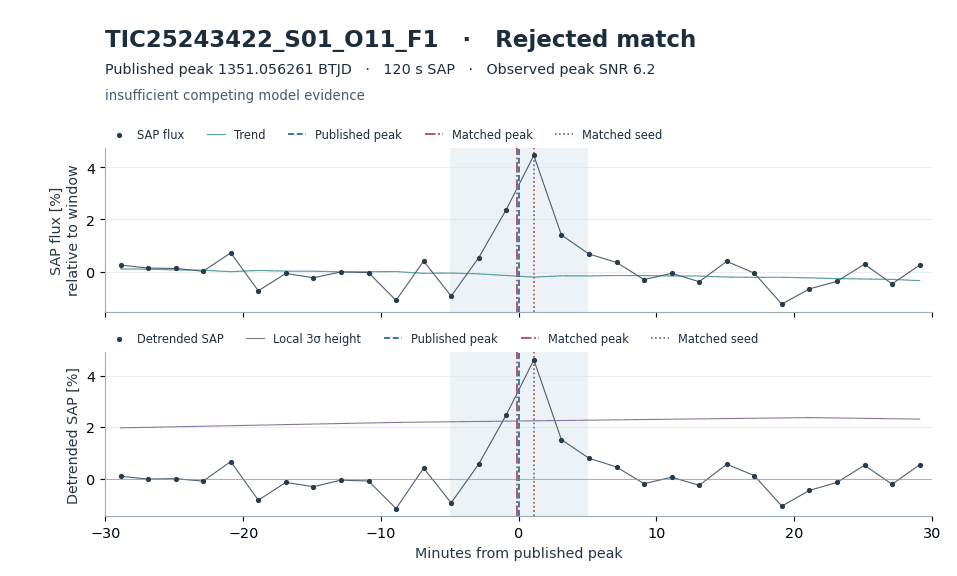 TIC25243422_S01_O11_F1 · Rejected match
Published peak 1351.056261 BTJD · 120 s SAP · Observed peak SNR 6.2
insufficient competing model evidence
SAP flux Trend Published peak Matched peak Matched seed
SAP flux [%]
relative to window
4
2
0
Detrended SAP Local 3σ height Published peak Matched peak Matched seed
Detrended SAP [%]
4
2
0
−30 −20 −10 0 10 20 30
Minutes from published peak